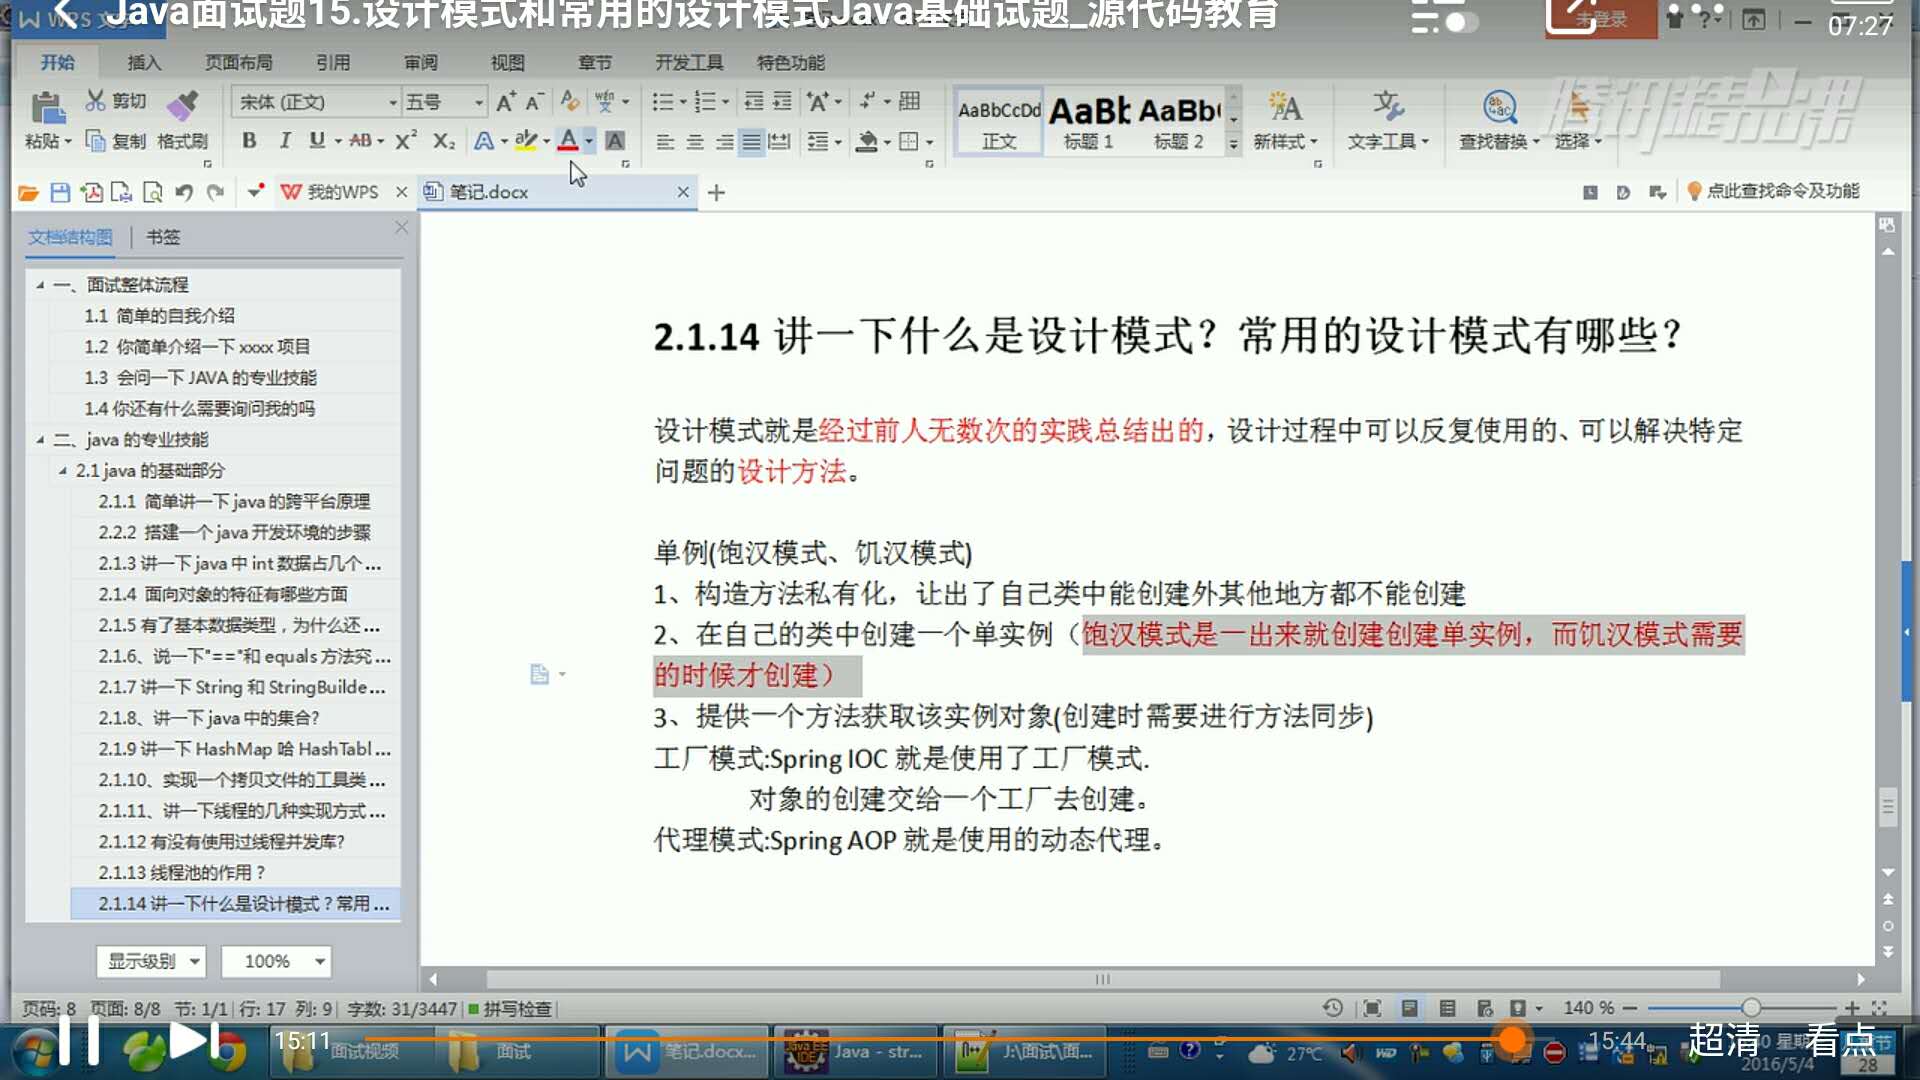 Java面试题15.设计模式和常用的设计模式Java基础试题_源代码教育
07:27
未登录
开始 插入 页面布局 引用 审阅 视图 章节 开发工具 特色功能
腾讯精品课
粘贴 剪切 复制 格式刷
宋体 (正文) 五号
AaBbCcDd 正文
AaBb 标题 1
AaBb 标题 2
新样式 文字工具 查找替换 选择
我的WPS 笔记.docx 点此查找命令及功能
文档结构图 书签
一、面试整体流程
1.1 简单的自我介绍
1.2 你简单介绍一下 xxxx 项目
1.3 会问一下 JAVA 的专业技能
1.4 你还有什么需要询问我的吗
二、java 的专业技能
2.1 java 的基础部分
2.1.1 简单讲一下 java 的跨平台原理
2.2.2 搭建一个 java 开发环境的步骤
2.1.3 讲一下 java 中 int 数据占几个 ...
2.1.4 面向对象的特征有哪些方面
2.1.5 有了基本数据类型，为什么还 ...
2.1.6、说一下"=="和 equals 方法究 ...
2.1.7 讲一下 String 和 StringBuilde ...
2.1.8、讲一下 java 中的集合?
2.1.9 讲一下 HashMap 哈 HashTabl ...
2.1.10、实现一个拷贝文件的工具类 ...
2.1.11、讲一下线程的几种实现方式 ...
2.1.12 有没有使用过线程并发库?
2.1.13 线程池的作用？
2.1.14 讲一下什么是设计模式？常用 ...
显示级别 100%
2.1.14 讲一下什么是设计模式？常用的设计模式有哪些？
设计模式就是经过前人无数次的实践总结出的，设计过程中可以反复使用的、可以解决特定
问题的设计方法。
单例(饱汉模式、饥汉模式)
1、构造方法私有化，让出了自己类中能创建外其他地方都不能创建
2、在自己的类中创建一个单实例（饱汉模式是一出来就创建创建单实例，而饥汉模式需要
的时候才创建）
3、提供一个方法获取该实例对象(创建时需要进行方法同步)
工厂模式:Spring IOC 就是使用了工厂模式.
对象的创建交给一个工厂去创建。
代理模式:Spring AOP 就是使用的动态代理。
页码: 8 页面: 8/8 节: 1/1 行: 17 列: 9 字数: 31/3447 拼写检查 140 %
15:11 面试视频 面试 笔记.docx... Java - str... J:\面试\面... 27℃ 15:44 超清 看点
2016/5/4 28